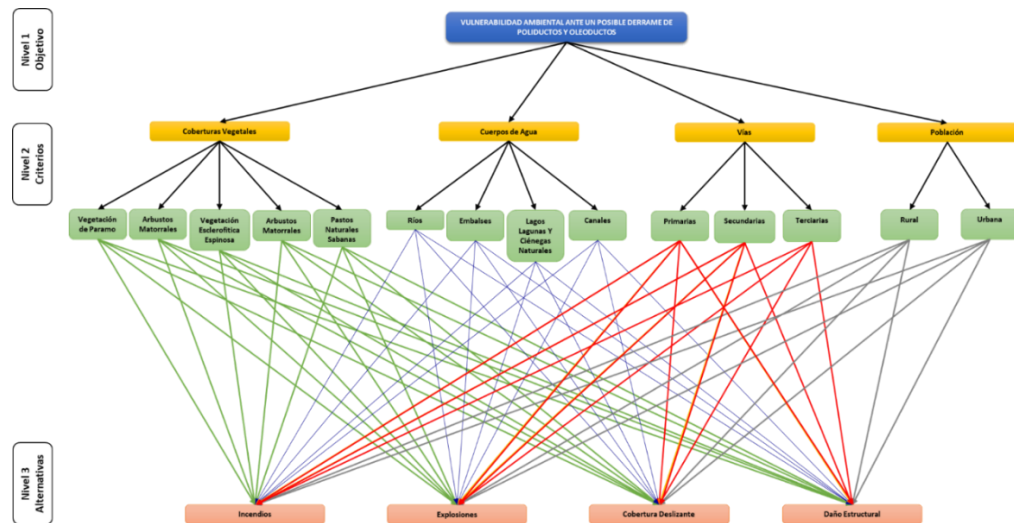 Nivel 1
Objetivo
VULNERABILIDAD AMBIENTAL ANTE UN POSIBLE DERRAME DE
POLIDUCTOS Y OLEODUCTOS
Nivel 2
Criterios
Coberturas Vegetales
Cuerpos de Agua
Vías
Población
Vegetación
de Paramo
Arbustos
Matorrales
Vegetación
Esclerofitica
Espinosa
Arbustos
Matorrales
Pastos
Naturales
Sabanas
Ríos
Embalses
Lagos
Lagunas Y
Ciénegas
Naturales
Canales
Primarias
Secundarias
Terciarias
Rural
Urbana
Nivel 3
Alternativas
Incendios
Explosiones
Cobertura Deslizante
Daño Estructural